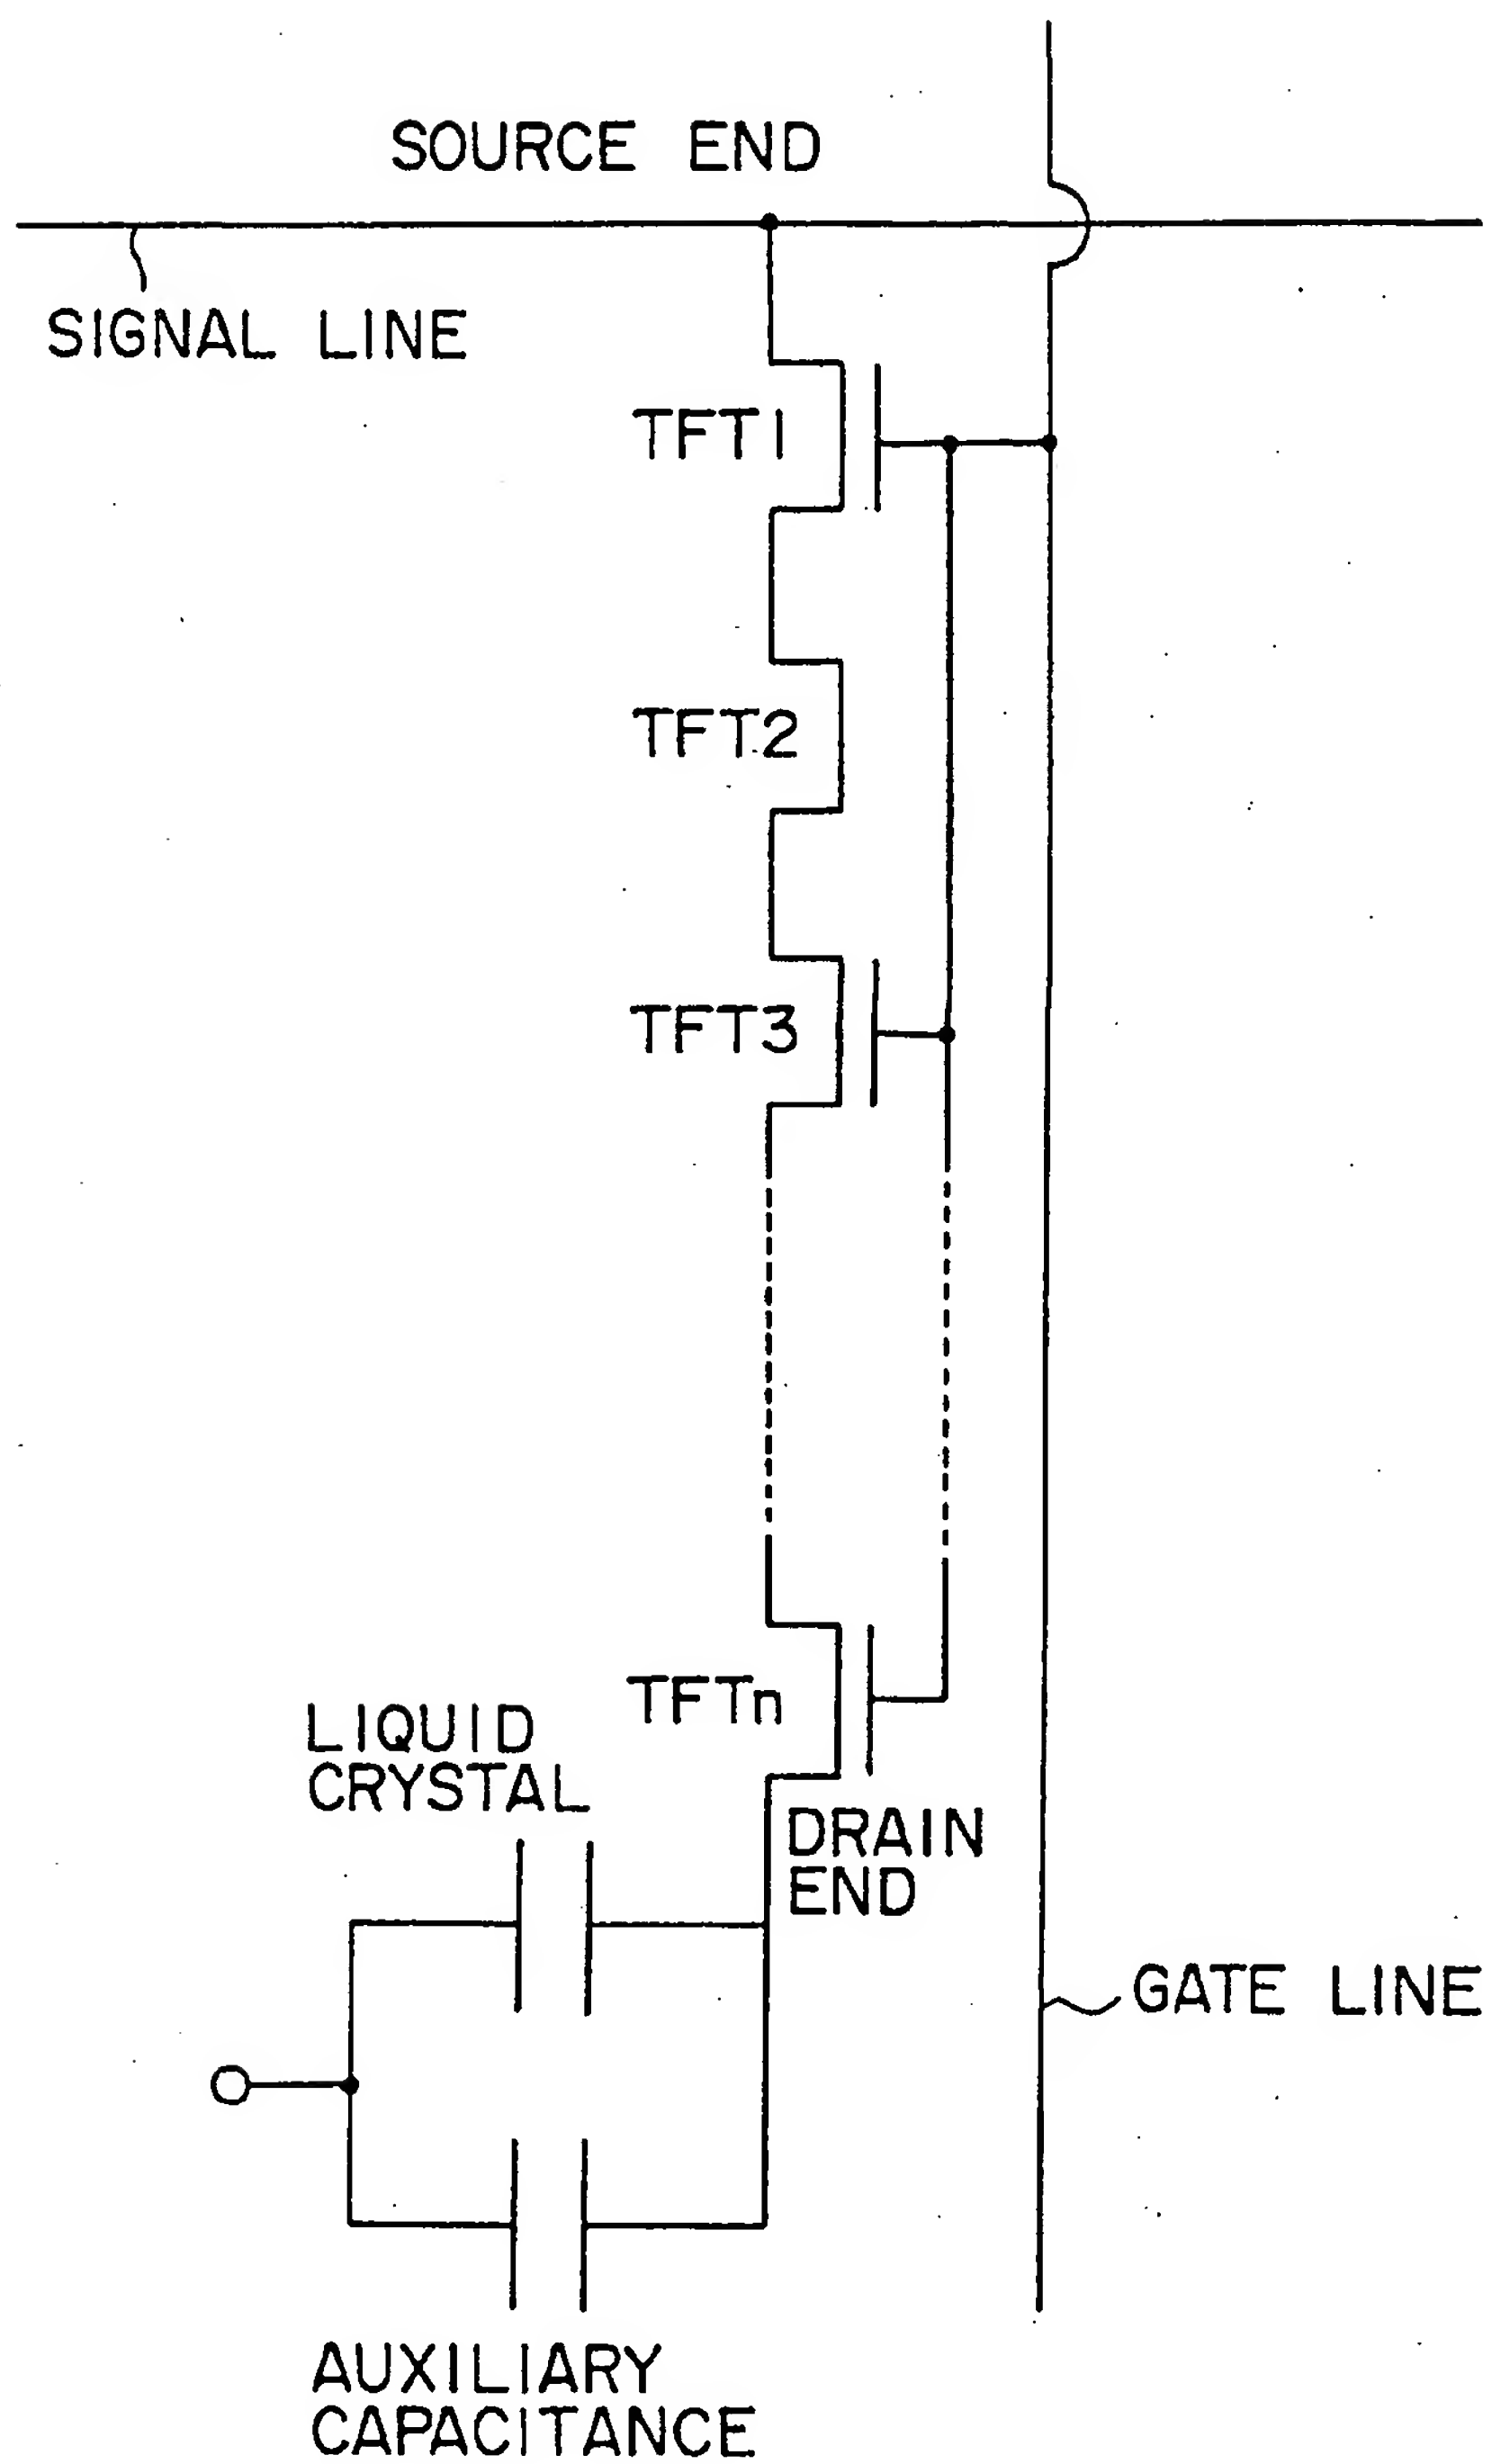 SOURCE END
SIGNAL LINE
TFT1
TFT2
TFT3
TFTn
LIQUID
CRYSTAL
DRAIN
END
GATE LINE
AUXILIARY
CAPACITANCE